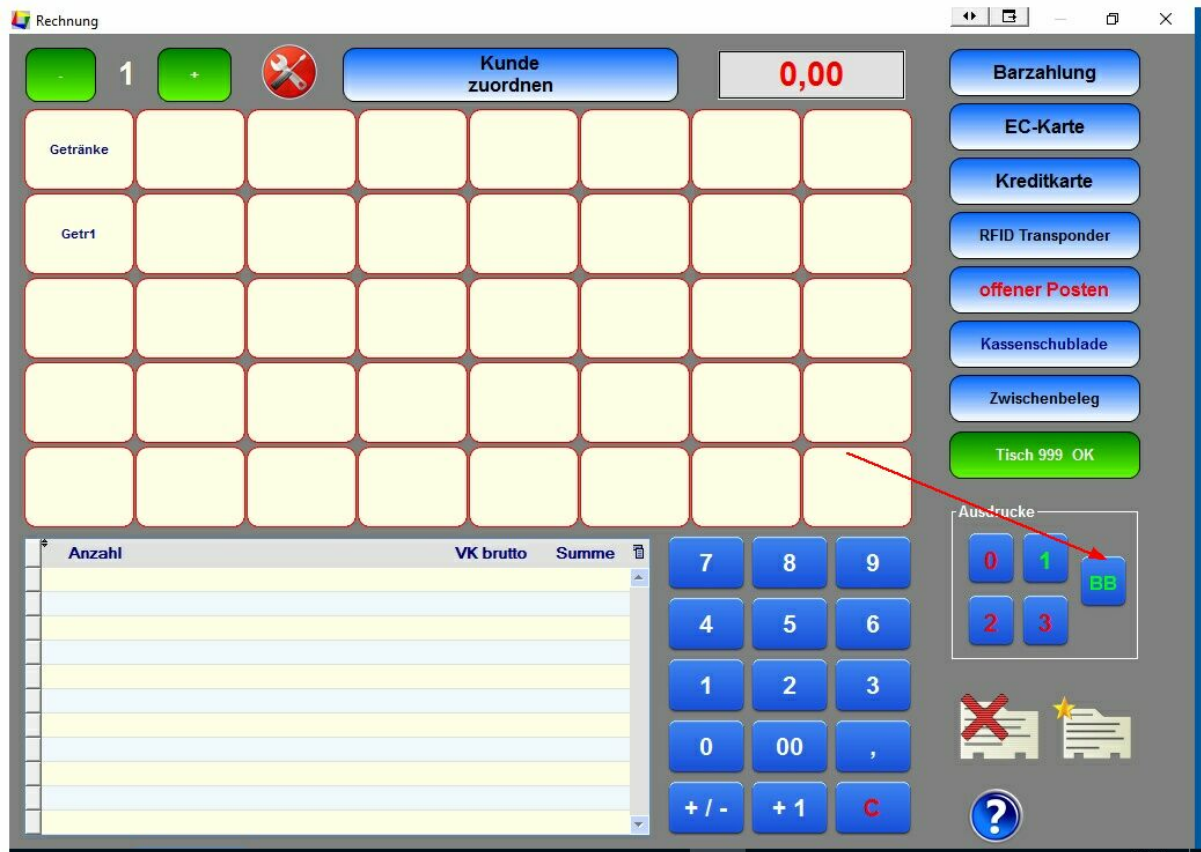 Rechnung
- 1 +
Kunde
zuordnen
0,00
Barzahlung
EC-Karte
Kreditkarte
RFID Transponder
offener Posten
Kassenschublade
Zwischenbeleg
Tisch 999 OK
Getränke
Getr1
Ausdrucke
0 1
BB
2 3
Anzahl VK brutto Summe
7 8 9
4 5 6
1 2 3
0 00 ,
+ / - + 1 C
?